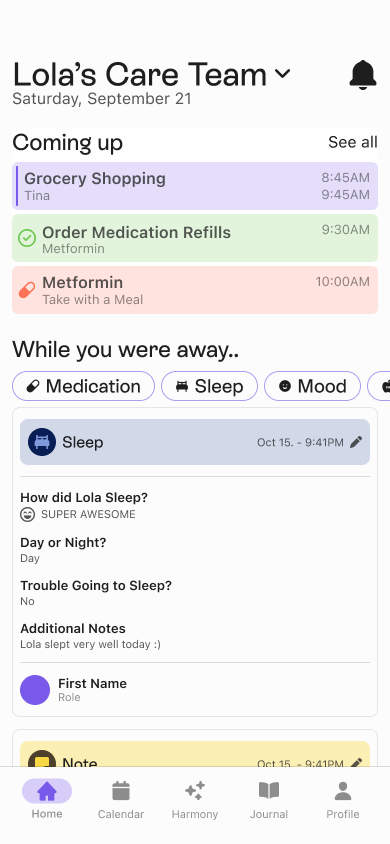 Lola's Care Team
Saturday, September 21
Coming up
See all
Grocery Shopping
8:45AM
Tina
9:45AM
Order Medication Refills
9:30AM
Metformin
Metformin
10:00AM
Take with a Meal
While you were away..
Medication
Sleep
Mood
Sleep
Oct 15. - 9:41PM
How did Lola Sleep?
SUPER AWESOME
Day or Night?
Day
Trouble Going to Sleep?
No
Additional Notes
Lola slept very well today :)
First Name
Role
Note
Oct 15. - 9:41PM
Home
Calendar
Harmony
Journal
Profile